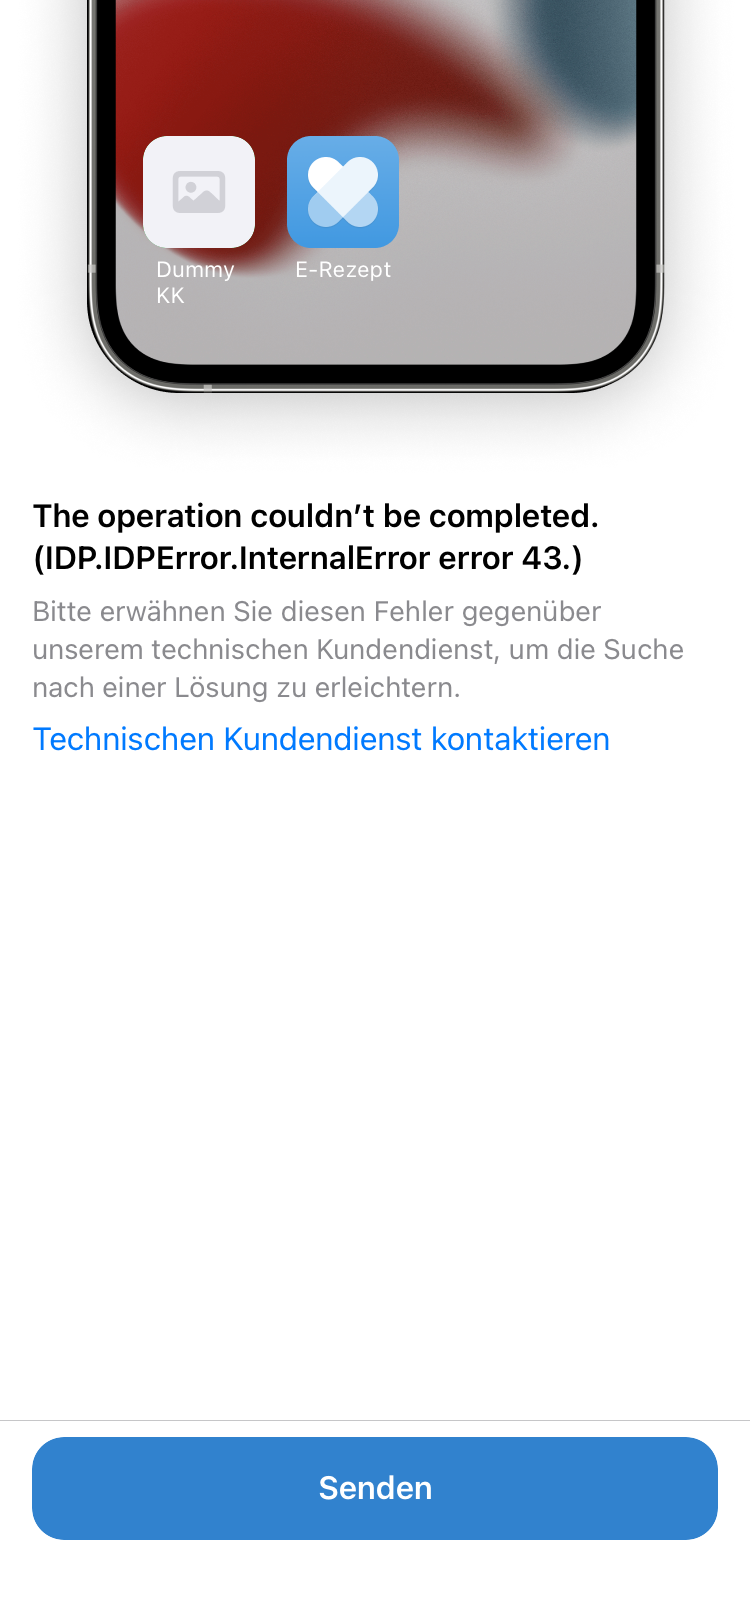 Dummy
KK
E-Rezept
The operation couldn’t be completed.
(IDP.IDPError.InternalError error 43.)
Bitte erwähnen Sie diesen Fehler gegenüber
unserem technischen Kundendienst, um die Suche
nach einer Lösung zu erleichtern.
Technischen Kundendienst kontaktieren
Senden